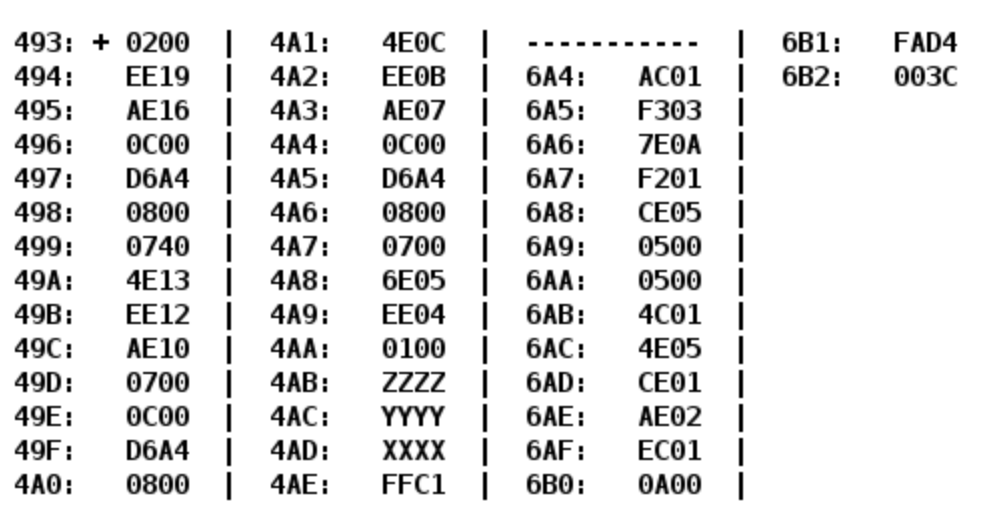 493: + 0200 | 4A1: 4E0C | ----------- | 6B1: FAD4
494: EE19 | 4A2: EE0B | 6A4: AC01 | 6B2: 003C
495: AE16 | 4A3: AE07 | 6A5: F303 |
496: 0C00 | 4A4: 0C00 | 6A6: 7E0A |
497: D6A4 | 4A5: D6A4 | 6A7: F201 |
498: 0800 | 4A6: 0800 | 6A8: CE05 |
499: 0740 | 4A7: 0700 | 6A9: 0500 |
49A: 4E13 | 4A8: 6E05 | 6AA: 0500 |
49B: EE12 | 4A9: EE04 | 6AB: 4C01 |
49C: AE10 | 4AA: 0100 | 6AC: 4E05 |
49D: 0700 | 4AB: ZZZZ | 6AD: CE01 |
49E: 0C00 | 4AC: YYYY | 6AE: AE02 |
49F: D6A4 | 4AD: XXXX | 6AF: EC01 |
4A0: 0800 | 4AE: FFC1 | 6B0: 0A00 |